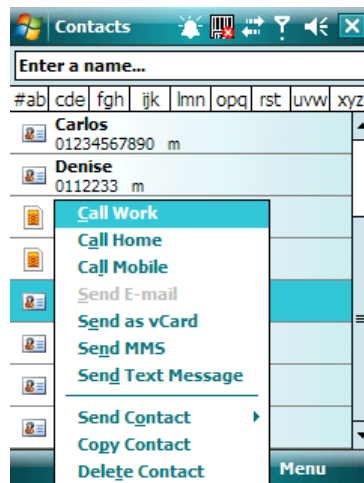 Contacts
Enter a name...
#ab cde fgh ijk lmn opq rst uvw xyz
Carlos
01234567890 m
Denise
0112233 m
Call Work
Call Home
Call Mobile
Send E-mail
Send as vCard
Send MMS
Send Text Message
Send Contact
Copy Contact
Delete Contact
Menu